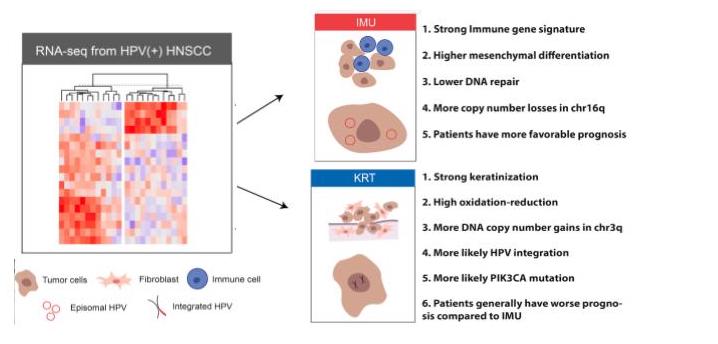 RNA-seq from HPV(+) HNSCC
Tumor cells
Fibroblast
Immune cell
Episomal HPV
Integrated HPV
IMU
1. Strong Immune gene signature
2. Higher mesenchymal differentiation
3. Lower DNA repair
4. More copy number losses in chr16q
5. Patients have more favorable prognosis
KRT
1. Strong keratinization
2. High oxidation-reduction
3. More DNA copy number gains in chr3q
4. More likely HPV integration
5. More likely PIK3CA mutation
6. Patients generally have worse progno-
sis compared to IMU